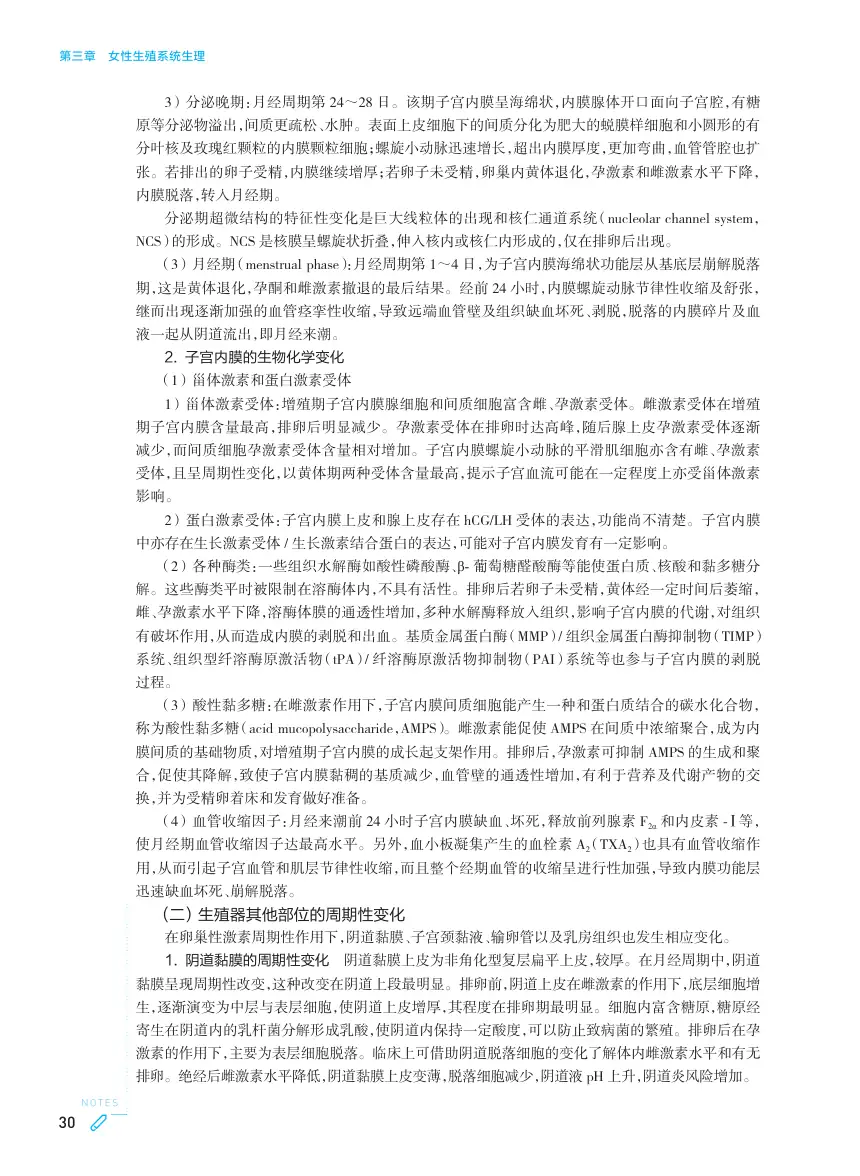 第三章 女性生殖系统生理
3）分泌晚期：月经周期第 24～28 日。该期子宫内膜呈海绵状，内膜腺体开口面向子宫腔，有糖
原等分泌物溢出，间质更疏松、水肿。表面上皮细胞下的间质分化为肥大的蜕膜样细胞和小圆形的有
分叶核及玫瑰红颗粒的内膜颗粒细胞；螺旋小动脉迅速增长，超出内膜厚度，更加弯曲，血管管腔也扩
张。若排出的卵子受精，内膜继续增厚；若卵子未受精，卵巢内黄体退化，孕激素和雌激素水平下降，
内膜脱落，转入月经期。
分泌期超微结构的特征性变化是巨大线粒体的出现和核仁通道系统（nucleolar channel system，
NCS）的形成。NCS 是核膜呈螺旋状折叠，伸入核内或核仁内形成的，仅在排卵后出现。
（3）月经期（menstrual phase）：月经周期第 1～4 日，为子宫内膜海绵状功能层从基底层崩解脱落
期，这是黄体退化，孕酮和雌激素撤退的最后结果。经前 24 小时，内膜螺旋动脉节律性收缩及舒张，
继而出现逐渐加强的血管痉挛性收缩，导致远端血管壁及组织缺血坏死、剥脱，脱落的内膜碎片及血
液一起从阴道流出，即月经来潮。
2. 子宫内膜的生物化学变化
（1）甾体激素和蛋白激素受体
1）甾体激素受体：增殖期子宫内膜腺细胞和间质细胞富含雌、孕激素受体。雌激素受体在增殖
期子宫内膜含量最高，排卵后明显减少。孕激素受体在排卵时达高峰，随后腺上皮孕激素受体逐渐
减少，而间质细胞孕激素受体含量相对增加。子宫内膜螺旋小动脉的平滑肌细胞亦含有雌、孕激素
受体，且呈周期性变化，以黄体期两种受体含量最高，提示子宫血流可能在一定程度上亦受甾体激素
影响。
2）蛋白激素受体：子宫内膜上皮和腺上皮存在 hCG/LH 受体的表达，功能尚不清楚。子宫内膜
中亦存在生长激素受体 / 生长激素结合蛋白的表达，可能对子宫内膜发育有一定影响。
（2）各种酶类：一些组织水解酶如酸性磷酸酶、β- 葡萄糖醛酸酶等能使蛋白质、核酸和黏多糖分
解。这些酶类平时被限制在溶酶体内，不具有活性。排卵后若卵子未受精，黄体经一定时间后萎缩，
雌、孕激素水平下降，溶酶体膜的通透性增加，多种水解酶释放入组织，影响子宫内膜的代谢，对组织
有破坏作用，从而造成内膜的剥脱和出血。基质金属蛋白酶（MMP）/ 组织金属蛋白酶抑制物（TIMP）
系统、组织型纤溶酶原激活物（tPA）/ 纤溶酶原激活物抑制物（PAI）系统等也参与子宫内膜的剥脱
过程。
（3）酸性黏多糖：在雌激素作用下，子宫内膜间质细胞能产生一种和蛋白质结合的碳水化合物，
称为酸性黏多糖（acid mucopolysaccharide，AMPS）。雌激素能促使 AMPS 在间质中浓缩聚合，成为内
膜间质的基础物质，对增殖期子宫内膜的成长起支架作用。排卵后，孕激素可抑制 AMPS 的生成和聚
合，促使其降解，致使子宫内膜黏稠的基质减少，血管壁的通透性增加，有利于营养及代谢产物的交
换，并为受精卵着床和发育做好准备。
（4）血管收缩因子：月经来潮前 24 小时子宫内膜缺血、坏死，释放前列腺素 F₂α 和内皮素 -Ⅰ等，
使月经期血管收缩因子达最高水平。另外，血小板凝集产生的血栓素 A₂（TXA₂）也具有血管收缩作
用，从而引起子宫血管和肌层节律性收缩，而且整个经期血管的收缩呈进行性加强，导致内膜功能层
迅速缺血坏死、崩解脱落。
（二）生殖器其他部位的周期性变化
在卵巢性激素周期性作用下，阴道黏膜、子宫颈黏液、输卵管以及乳房组织也发生相应变化。
1. 阴道黏膜的周期性变化 阴道黏膜上皮为非角化型复层扁平上皮，较厚。在月经周期中，阴道
黏膜呈现周期性改变，这种改变在阴道上段最明显。排卵前，阴道上皮在雌激素的作用下，底层细胞增
生，逐渐演变为中层与表层细胞，使阴道上皮增厚，其程度在排卵期最明显。细胞内富含糖原，糖原经
寄生在阴道内的乳杆菌分解形成乳酸，使阴道内保持一定酸度，可以防止致病菌的繁殖。排卵后在孕
激素的作用下，主要为表层细胞脱落。临床上可借助阴道脱落细胞的变化了解体内雌激素水平和有无
排卵。绝经后雌激素水平降低，阴道黏膜上皮变薄，脱落细胞减少，阴道液 pH 上升，阴道炎风险增加。
NOTES
30